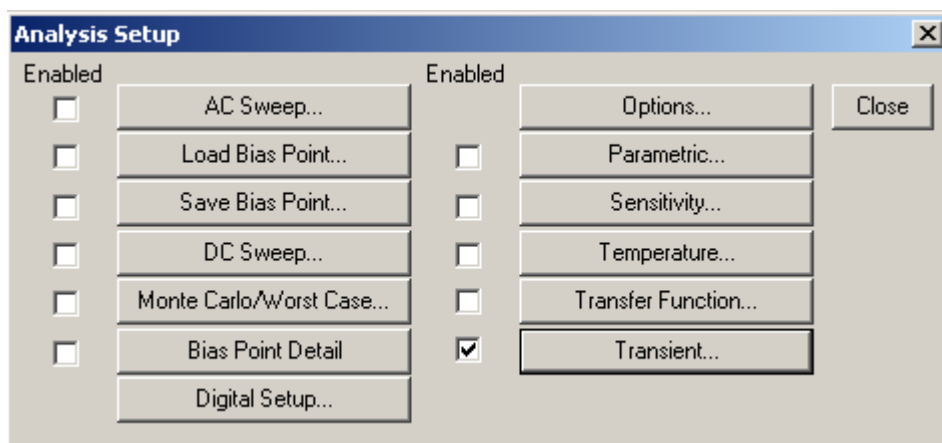 Analysis Setup
Enabled Enabled
AC Sweep... Options... Close
Load Bias Point... Parametric...
Save Bias Point... Sensitivity...
DC Sweep... Temperature...
Monte Carlo/Worst Case... Transfer Function...
Bias Point Detail Transient...
Digital Setup...